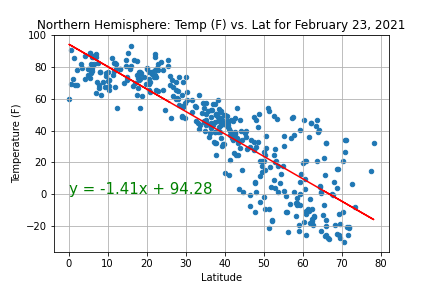 Northern Hemisphere: Temp (F) vs. Lat for February 23, 2021
100
80
60
40
20
0
−20
Temperature (F)
y = -1.41x + 94.28
0 10 20 30 40 50 60 70 80
Latitude